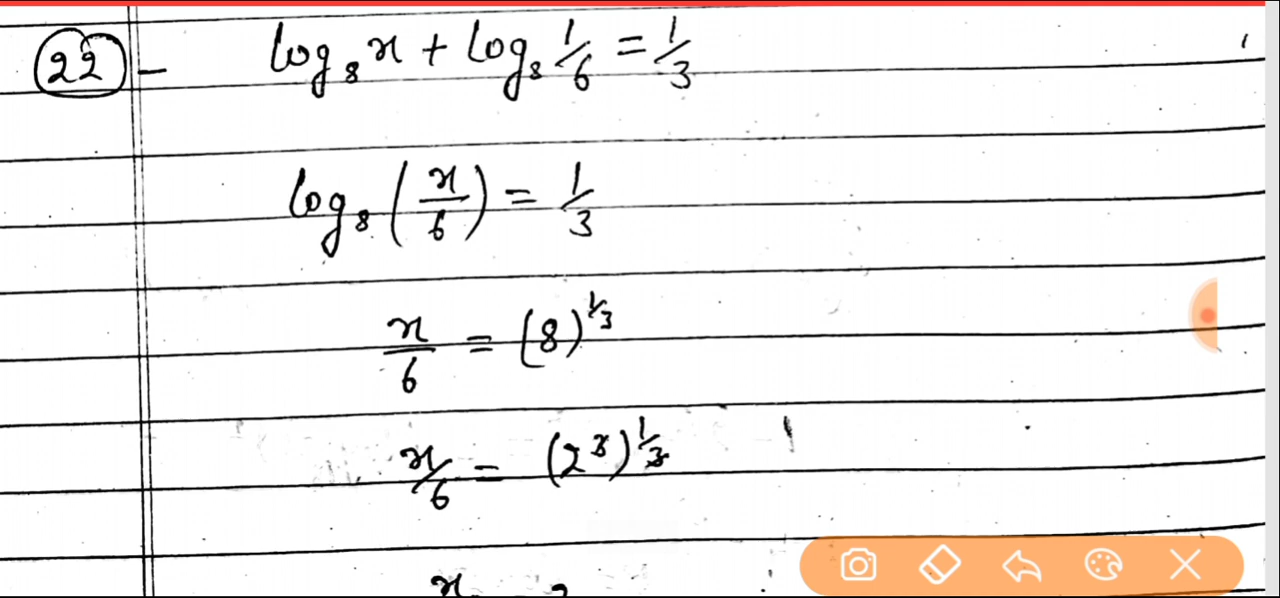 22 - log₈ x + log₈ 1/6 = 1/3
log₈ (x/6) = 1/3
x/6 = (8)^1/3
x/6 = (2³)^1/3
x